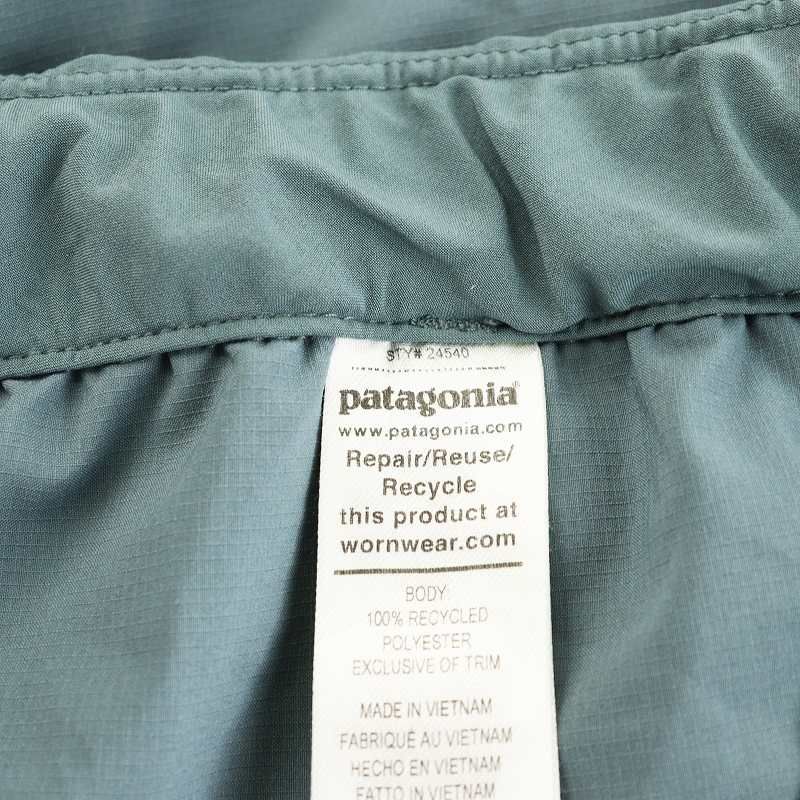 STY# 24540
patagonia®
www.patagonia.com
Repair/Reuse/
Recycle
this product at
wornwear.com
BODY:
100% RECYCLED
POLYESTER
EXCLUSIVE OF TRIM
MADE IN VIETNAM
FABRIQUÉ AU VIETNAM
HECHO EN VIETNAM
FATTO IN VIETNAM